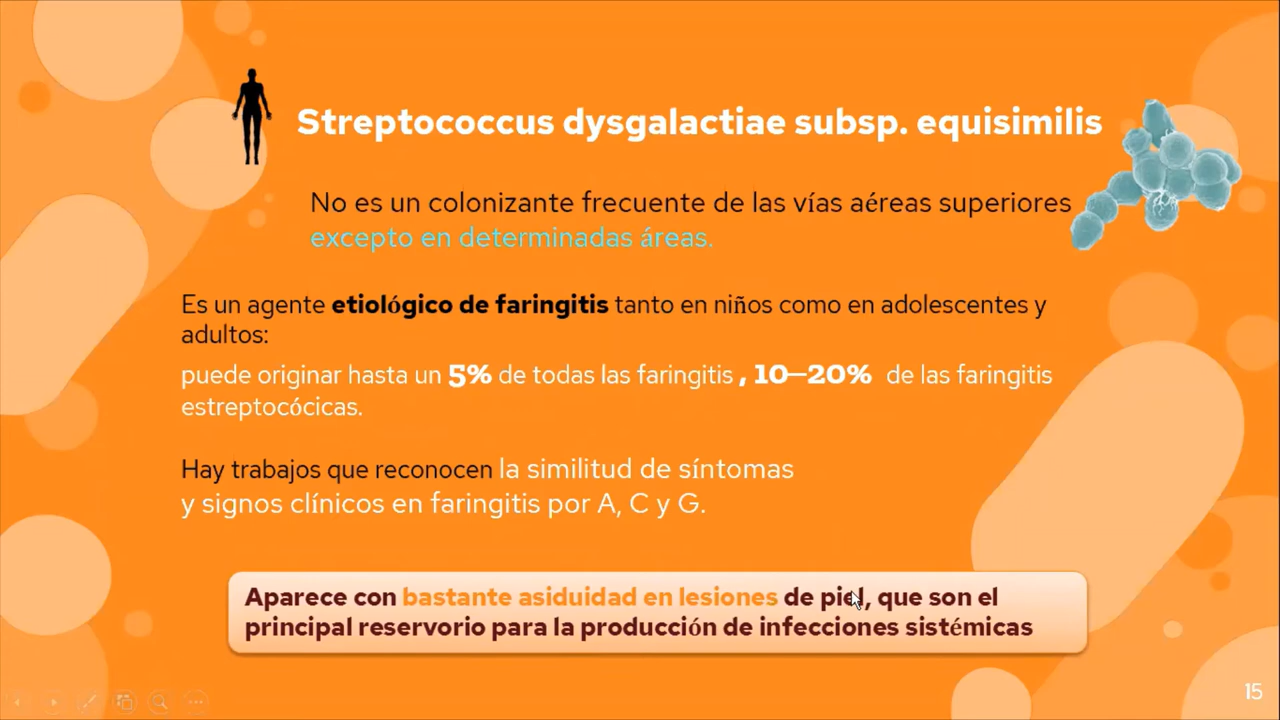 Streptococcus dysgalactiae subsp. equisimilis
No es un colonizante frecuente de las vías aéreas superiores
excepto en determinadas áreas.
Es un agente etiológico de faringitis tanto en niños como en adolescentes y
adultos:
puede originar hasta un 5% de todas las faringitis , 10—20% de las faringitis
estreptocócicas.
Hay trabajos que reconocen la similitud de síntomas
y signos clínicos en faringitis por A, C y G.
Aparece con bastante asiduidad en lesiones de piel, que son el
principal reservorio para la producción de infecciones sistémicas
15